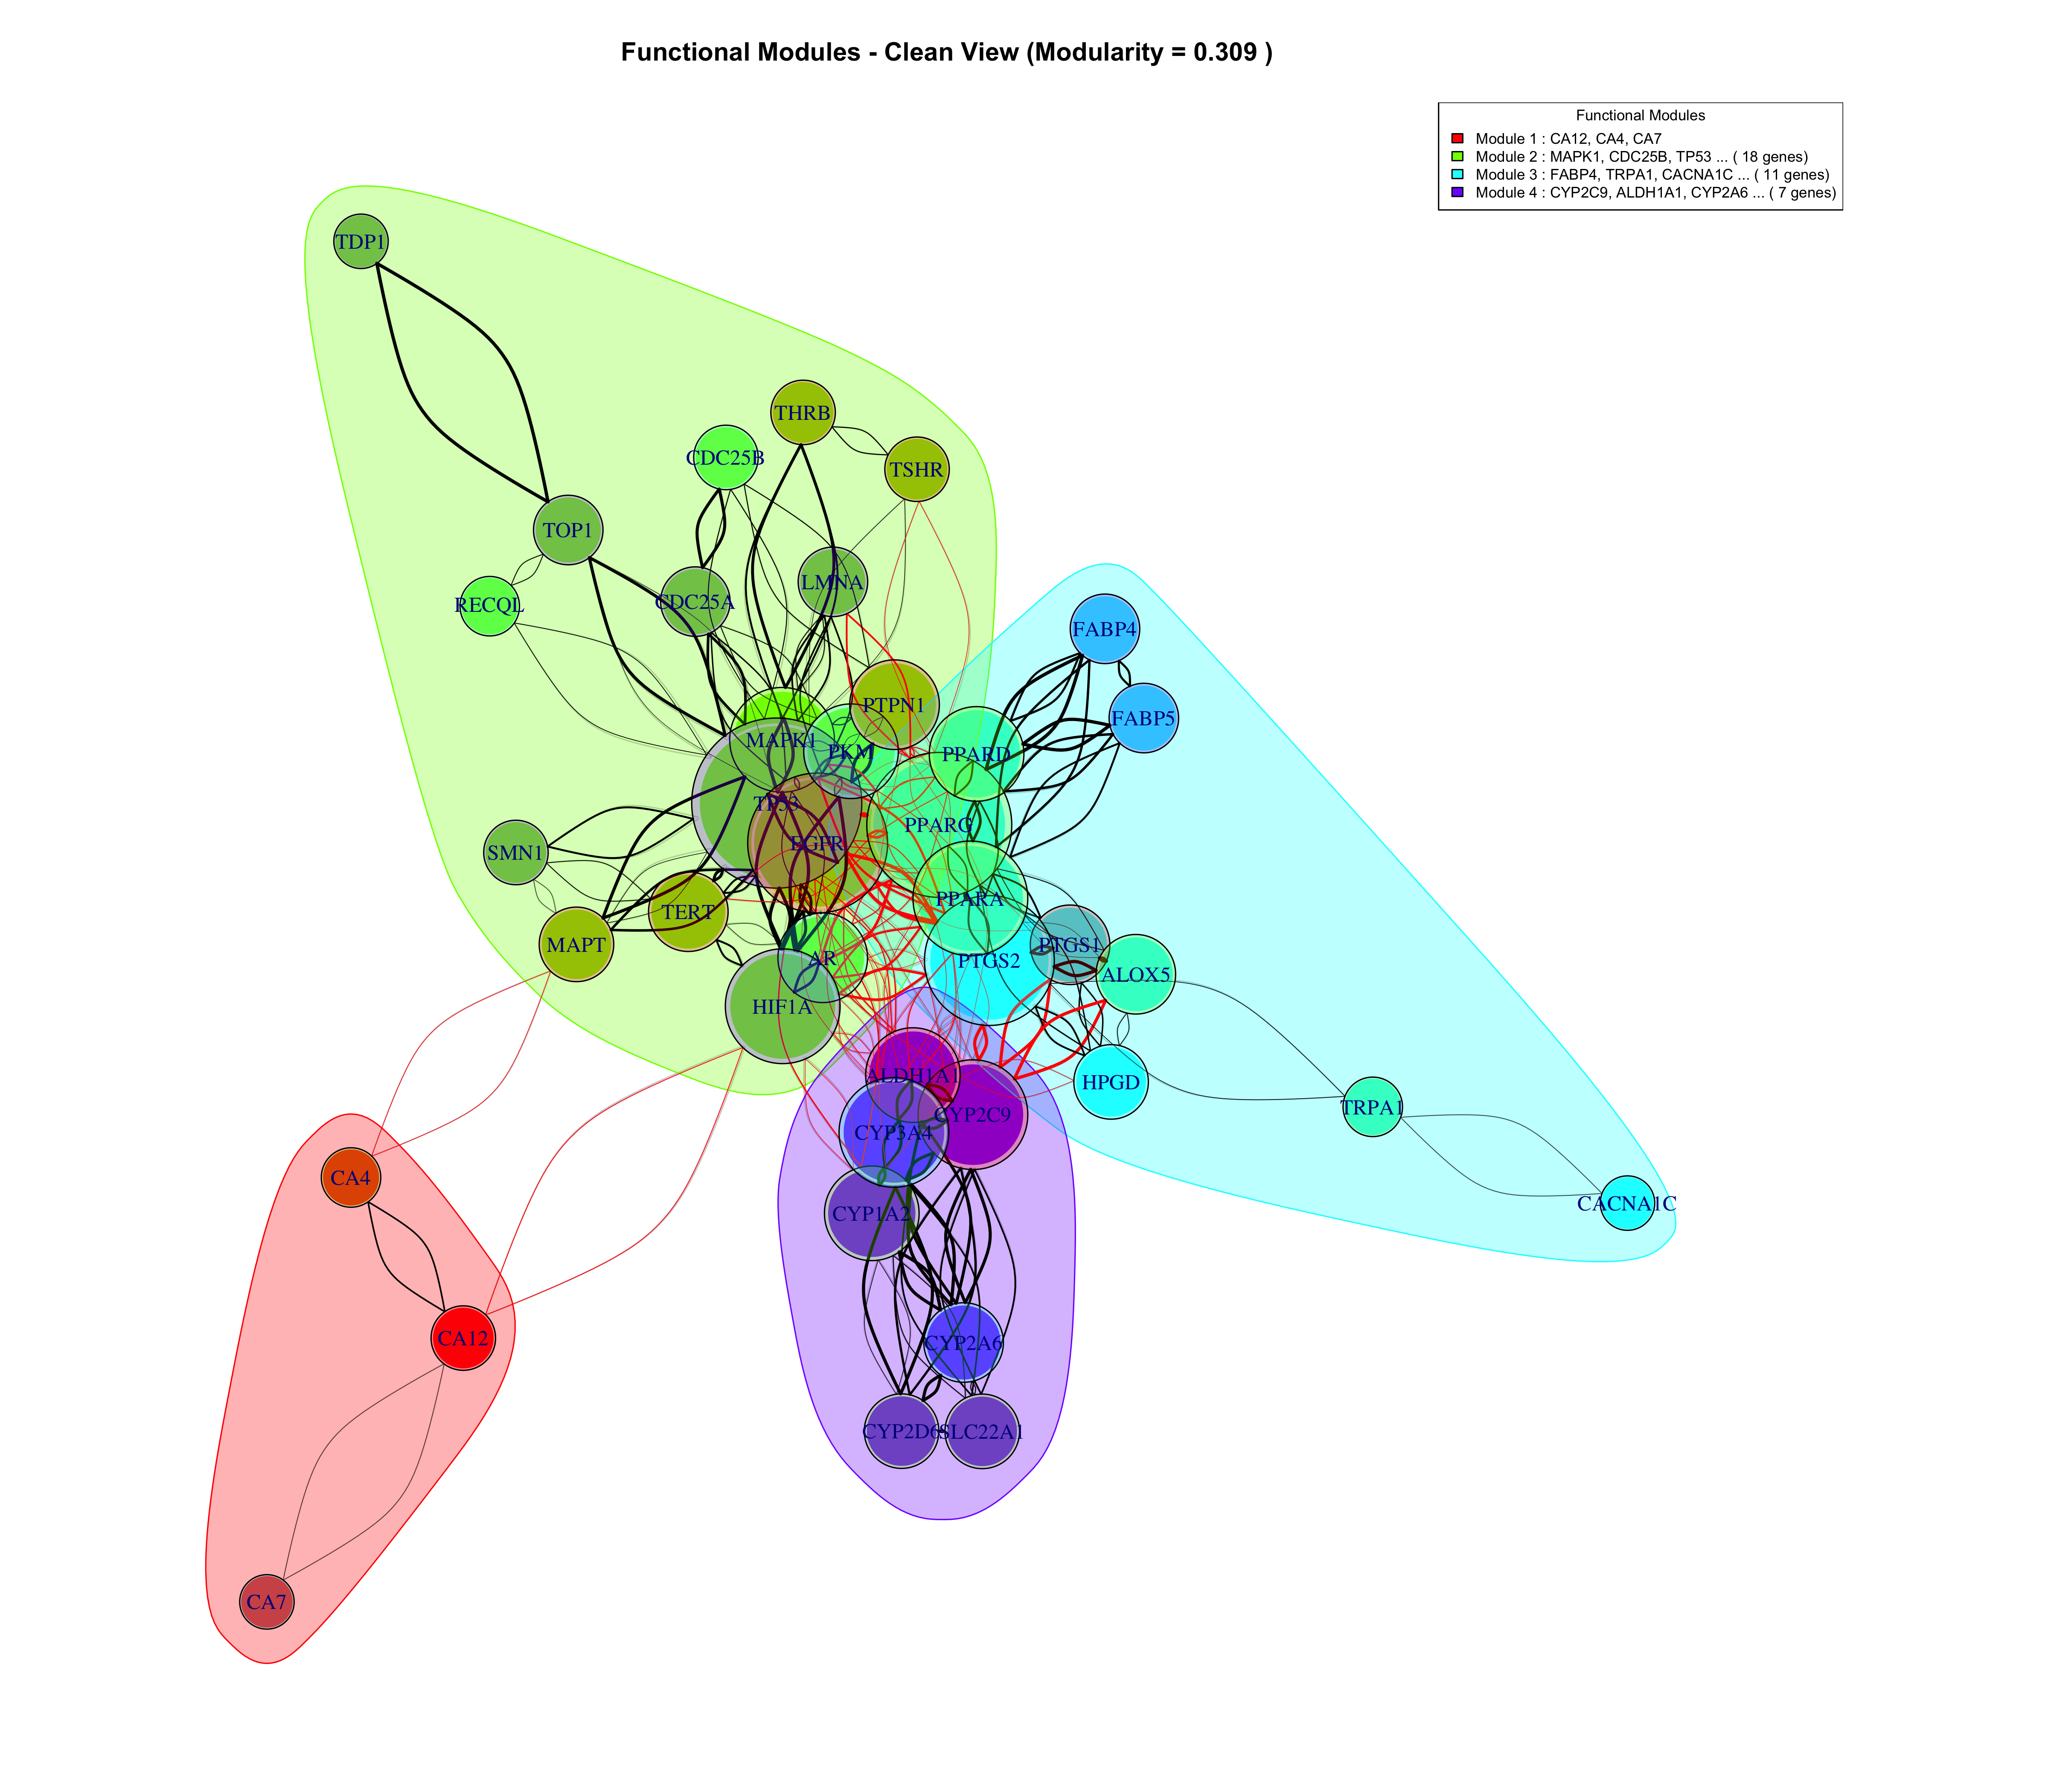 Functional Modules - Clean View (Modularity = 0.309 )
Functional Modules
Module 1 : CA12, CA4, CA7
Module 2 : MAPK1, CDC25B, TP53 ... ( 18 genes)
Module 3 : FABP4, TRPA1, CACNA1C ... ( 11 genes)
Module 4 : CYP2C9, ALDH1A1, CYP2A6 ... ( 7 genes)
TDP1
THRB
CDC25B
TSHR
TOP1
LMNA
CDC25A
RECQL
FABP4
PTPN1
FABP5
MAPK1
PKM
PPARD
TP53
PPARG
EGFR
SMN1
PPARA
TERT
MAPT
PTGS1
AR
PTGS2
ALOX5
HIF1A
ALDH1A1
HPGD
TRPA1
CYP2C9
CYP3A4
CA4
CACNA1C
CYP1A2
CA12
CYP2A6
CYP2D6
SLC22A1
CA7